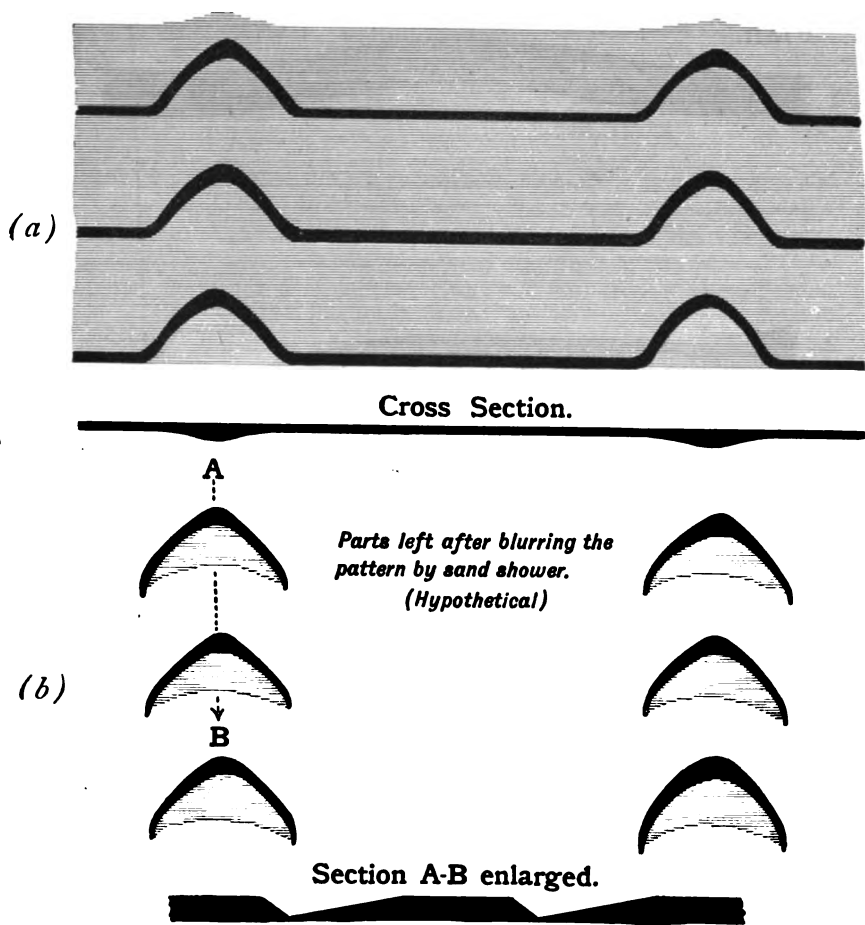 (a)
Cross Section.
A
Parts left after blurring the
pattern by sand shower.
(Hypothetical)
(b)
B
Section A-B enlarged.